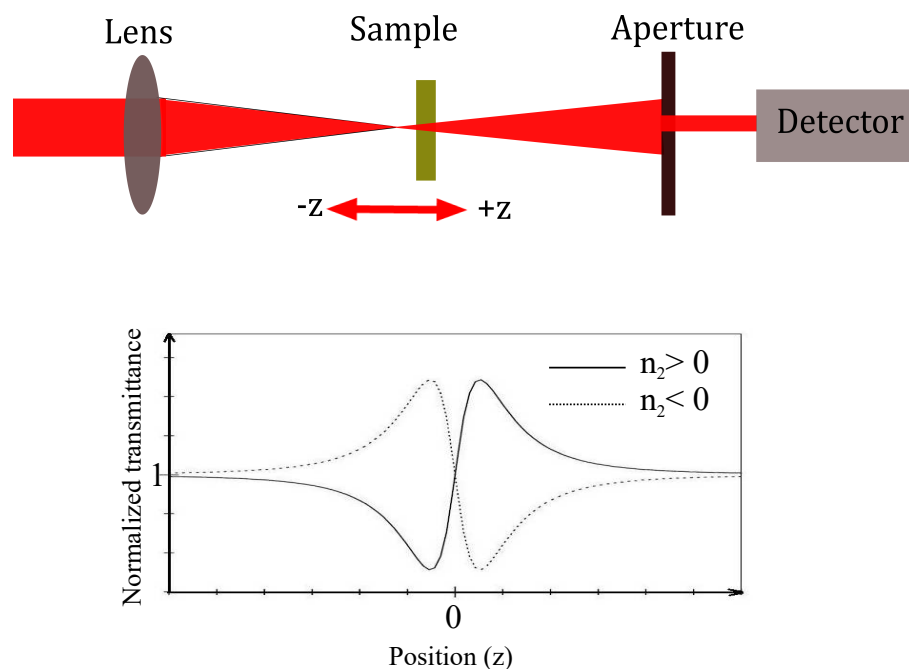 Lens
Sample
Aperture
Detector
-z
+z
Normalized transmittance
n₂> 0
n₂< 0
1
0
Position (z)